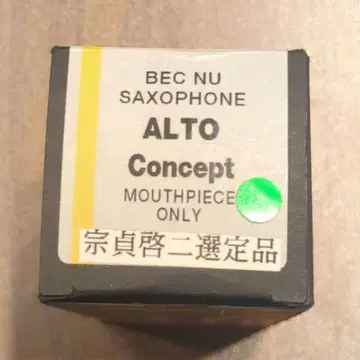 BEC NU
SAXOPHONE
ALTO
Concept
MOUTHPIECE
ONLY
宗貞啓二選定品